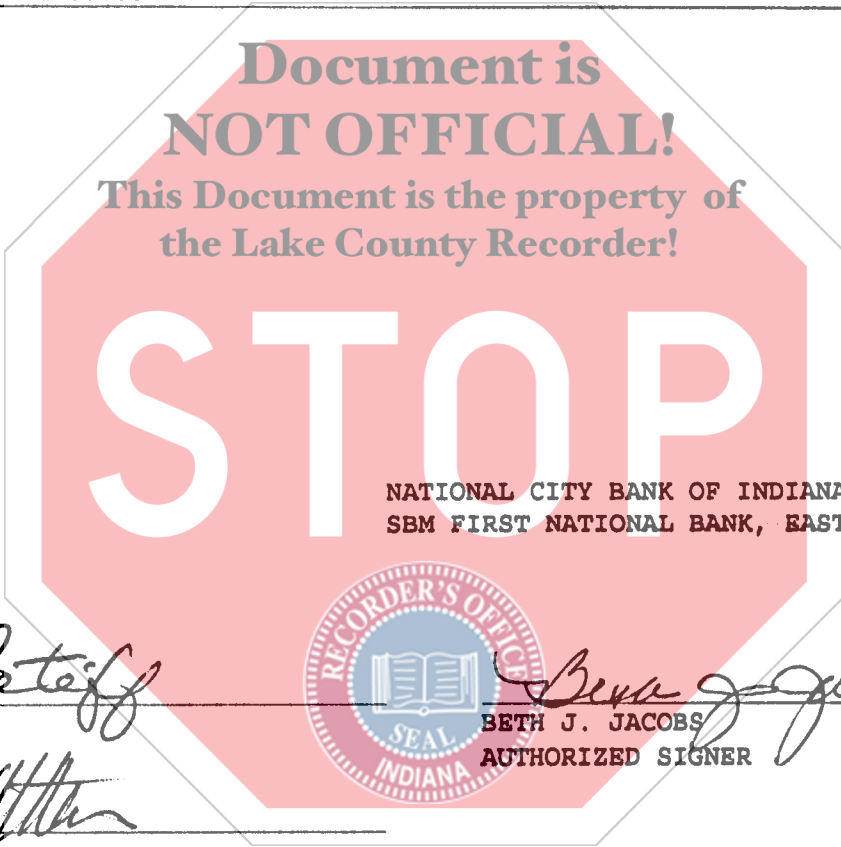 Document is
NOT OFFICIAL!
This Document is the property of
the Lake County Recorder!
STOP
NATIONAL CITY BANK OF INDIANA
SBM FIRST NATIONAL BANK, EAST
RECORDER'S OFFICE
SEAL
INDIANA
BETH J. JACOBS
AUTHORIZED SIGNER